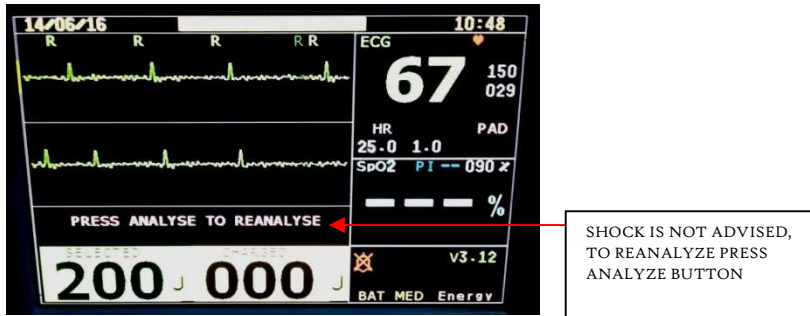 14/06/16 10:48
R R R R R ECG
67 150
029
HR PAD
25.0 1.0
SpO2 PI -- 090 %
--- %
PRESS ANALYSE TO REANALYSE
SELECTED CHARGED
200 J 000 J
V3.12
BAT MED Energy
SHOCK IS NOT ADVISED,
TO REANALYZE PRESS
ANALYZE BUTTON